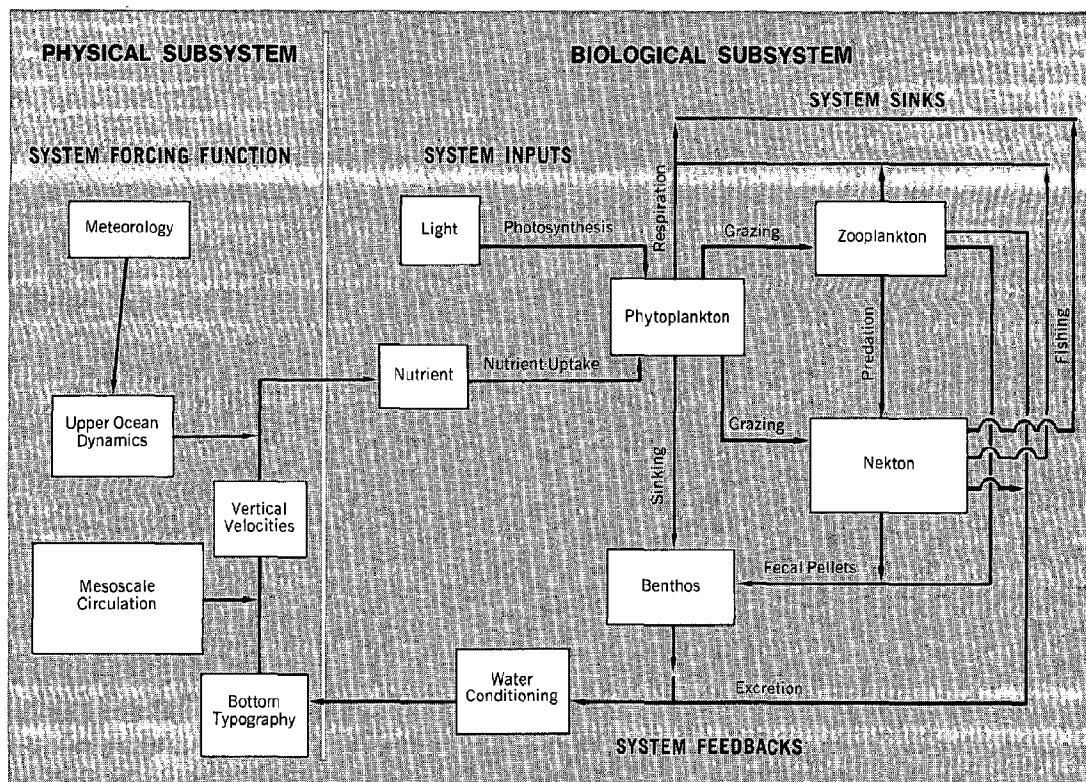 PHYSICAL SUBSYSTEM
BIOLOGICAL SUBSYSTEM
SYSTEM SINKS
SYSTEM FORCING FUNCTION
SYSTEM INPUTS
Meteorology
Light
Photosynthesis
Respiration
Grazing
Zooplankton
Phytoplankton
Predation
Fishing
Nutrient
Nutrient Uptake
Upper Ocean
Dynamics
Grazing
Nekton
Sinking
Vertical
Velocities
Mesoscale
Circulation
Benthos
Fecal Pellets
Water
Conditioning
Excretion
Bottom
Typography
SYSTEM FEEDBACKS